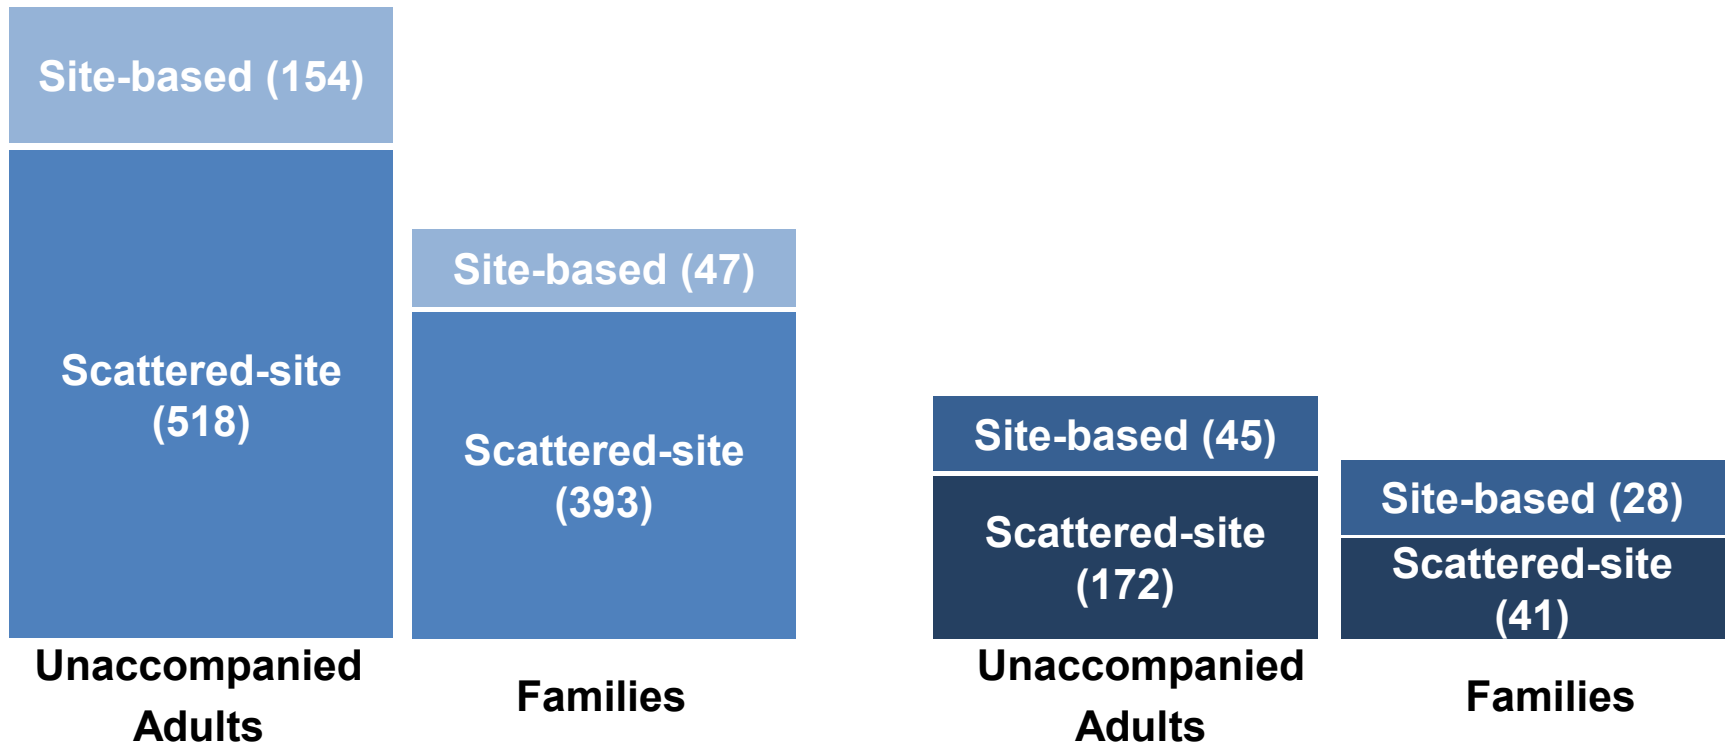 Site-based (154)
Scattered-site
(518)
Unaccompanied
Adults
Site-based (47)
Scattered-site
(393)
Families
Site-based (45)
Scattered-site
(172)
Unaccompanied
Adults
Site-based (28)
Scattered-site
(41)
Families